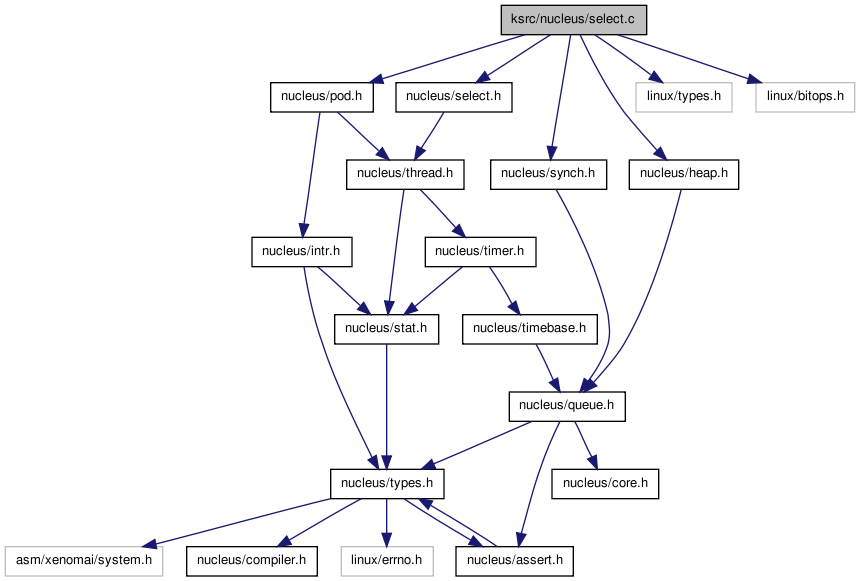 ksrc/nucleus/select.c
nucleus/pod.h
nucleus/select.h
linux/types.h
linux/bitops.h
nucleus/thread.h
nucleus/synch.h
nucleus/heap.h
nucleus/intr.h
nucleus/timer.h
nucleus/stat.h
nucleus/timebase.h
nucleus/queue.h
nucleus/types.h
nucleus/core.h
asm/xenomai/system.h
nucleus/compiler.h
linux/errno.h
nucleus/assert.h